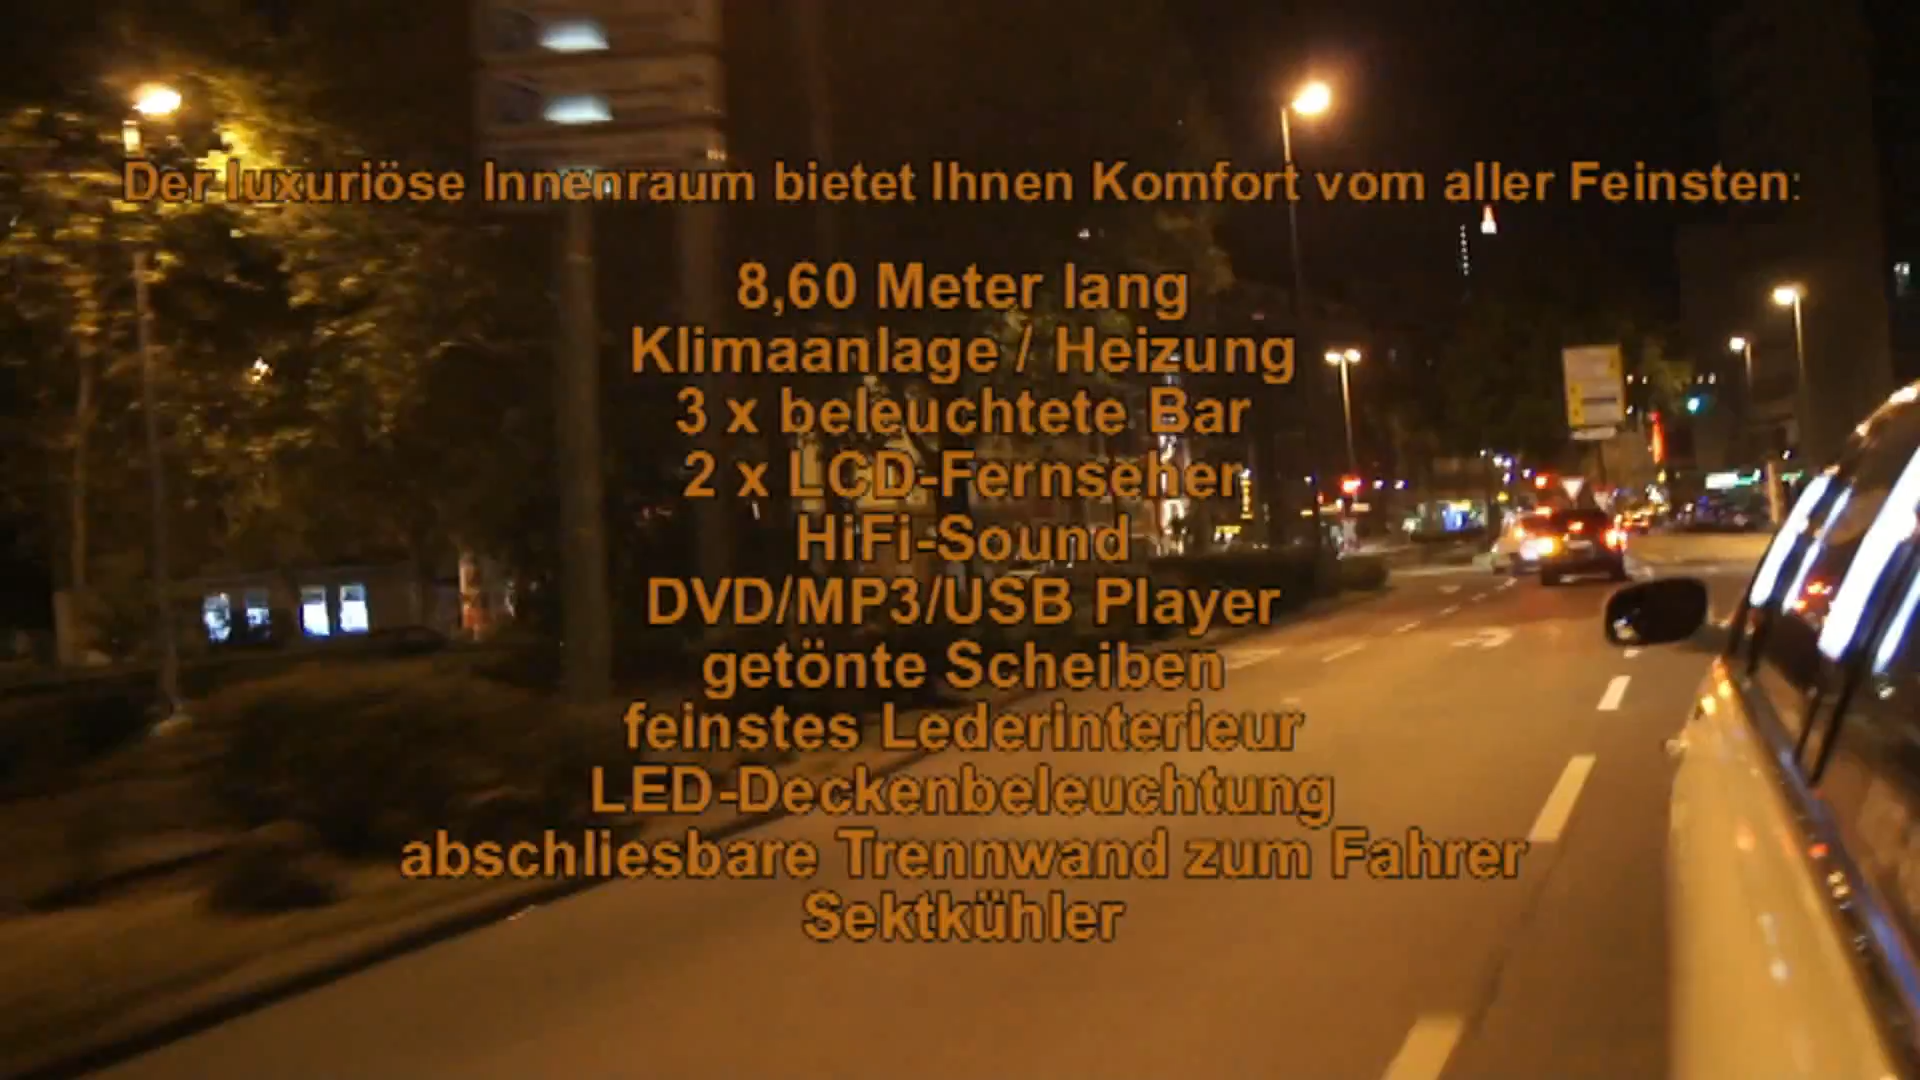 Der luxuriöse Innenraum bietet Ihnen Komfort vom aller Feinsten:
8,60 Meter lang
Klimaanlage / Heizung
3 x beleuchtete Bar
2 x LCD-Fernseher
HiFi-Sound
DVD/MP3/USB Player
getönte Scheiben
feinstes Lederinterieur
LED-Deckenbeleuchtung
abschliesbare Trennwand zum Fahrer
Sektkühler